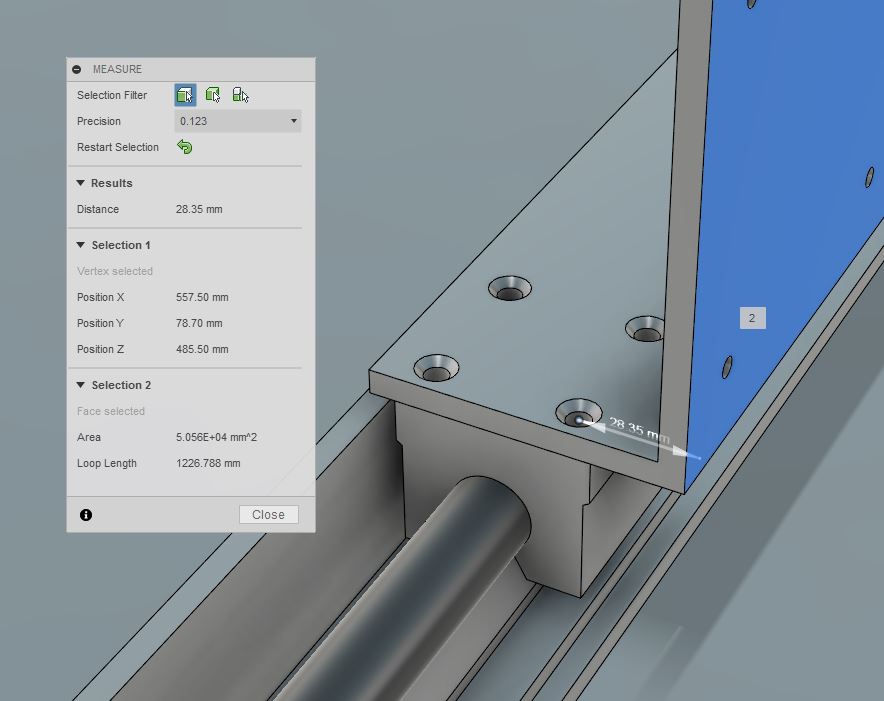 MEASURE
Selection Filter
Precision 0.123
Restart Selection
Results
Distance 28.35 mm
Selection 1
Vertex selected
Position X 557.50 mm
Position Y 78.70 mm
Position Z 485.50 mm
Selection 2
Face selected
Area 5.056E+04 mm^2
Loop Length 1226.788 mm
Close
2
28.35 mm